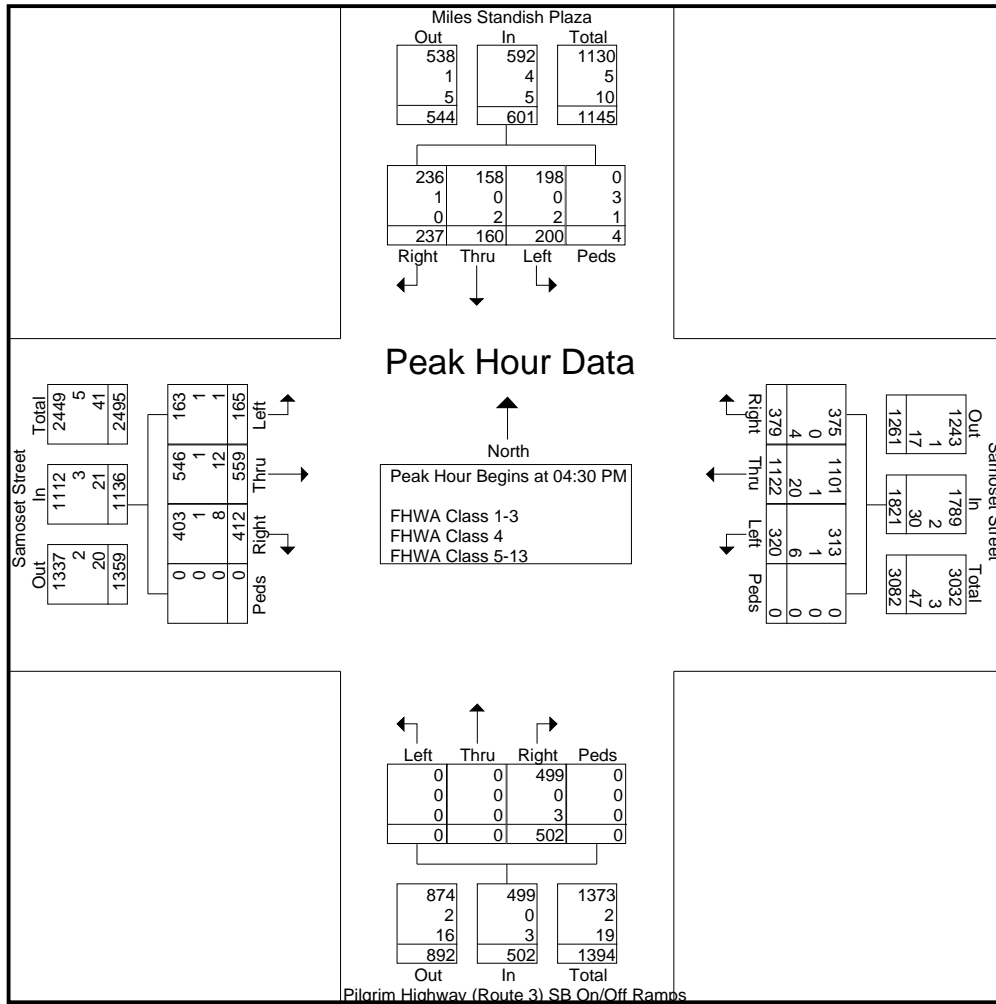 Miles Standish Plaza
Out In Total
538 592 1130
1 4 5
5 5 10
544 601 1145
236 158 198 0
1 0 0 3
0 2 2 1
237 160 200 4
Right Thru Left Peds
Peak Hour Data
North
Peak Hour Begins at 04:30 PM
FHWA Class 1-3
FHWA Class 4
FHWA Class 5-13
Samoset Street
Out In Total
1337 1112 2449
2 3 5
20 21 41
1359 1136 2495
0 403 546 163
0 1 1 1
0 8 12 1
0 412 559 165
Peds Right Thru Left
Samoset Street
Out In Total
1243 1789 3032
1 2 3
17 30 47
1261 1821 3082
375 1101 313 0
0 1 1 0
4 20 6 0
379 1122 320 0
Right Thru Left Peds
Left Thru Right Peds
0 0 499 0
0 0 0 0
0 0 3 0
0 0 502 0
874 499 1373
2 0 2
16 3 19
892 502 1394
Out In Total
Pilgrim Highway (Route 3) SB On/Off Ramps